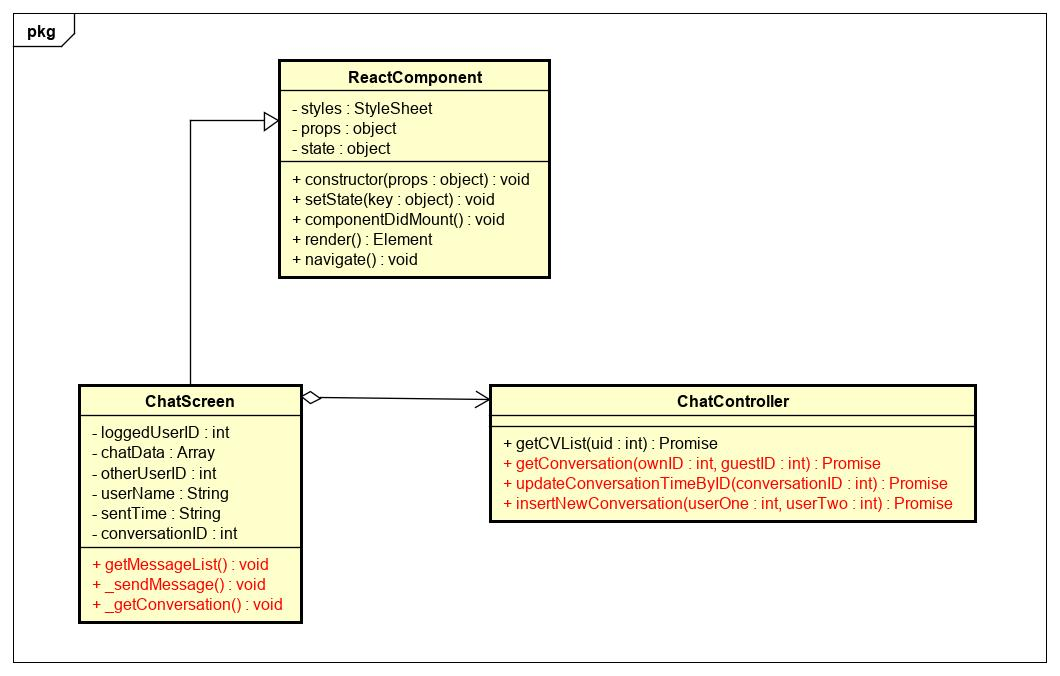 pkg
ReactComponent
- styles : StyleSheet
- props : object
- state : object
+ constructor(props : object) : void
+ setState(key : object) : void
+ componentDidMount() : void
+ render() : Element
+ navigate() : void
ChatScreen
- loggedUserID : int
- chatData : Array
- otherUserID : int
- userName : String
- sentTime : String
- conversationID : int
+ getMessageList() : void
+ _sendMessage() : void
+ _getConversation() : void
ChatController
+ getCVList(uid : int) : Promise
+ getConversation(ownID : int, guestID : int) : Promise
+ updateConversationTimeByID(conversationID : int) : Promise
+ insertNewConversation(userOne : int, userTwo : int) : Promise